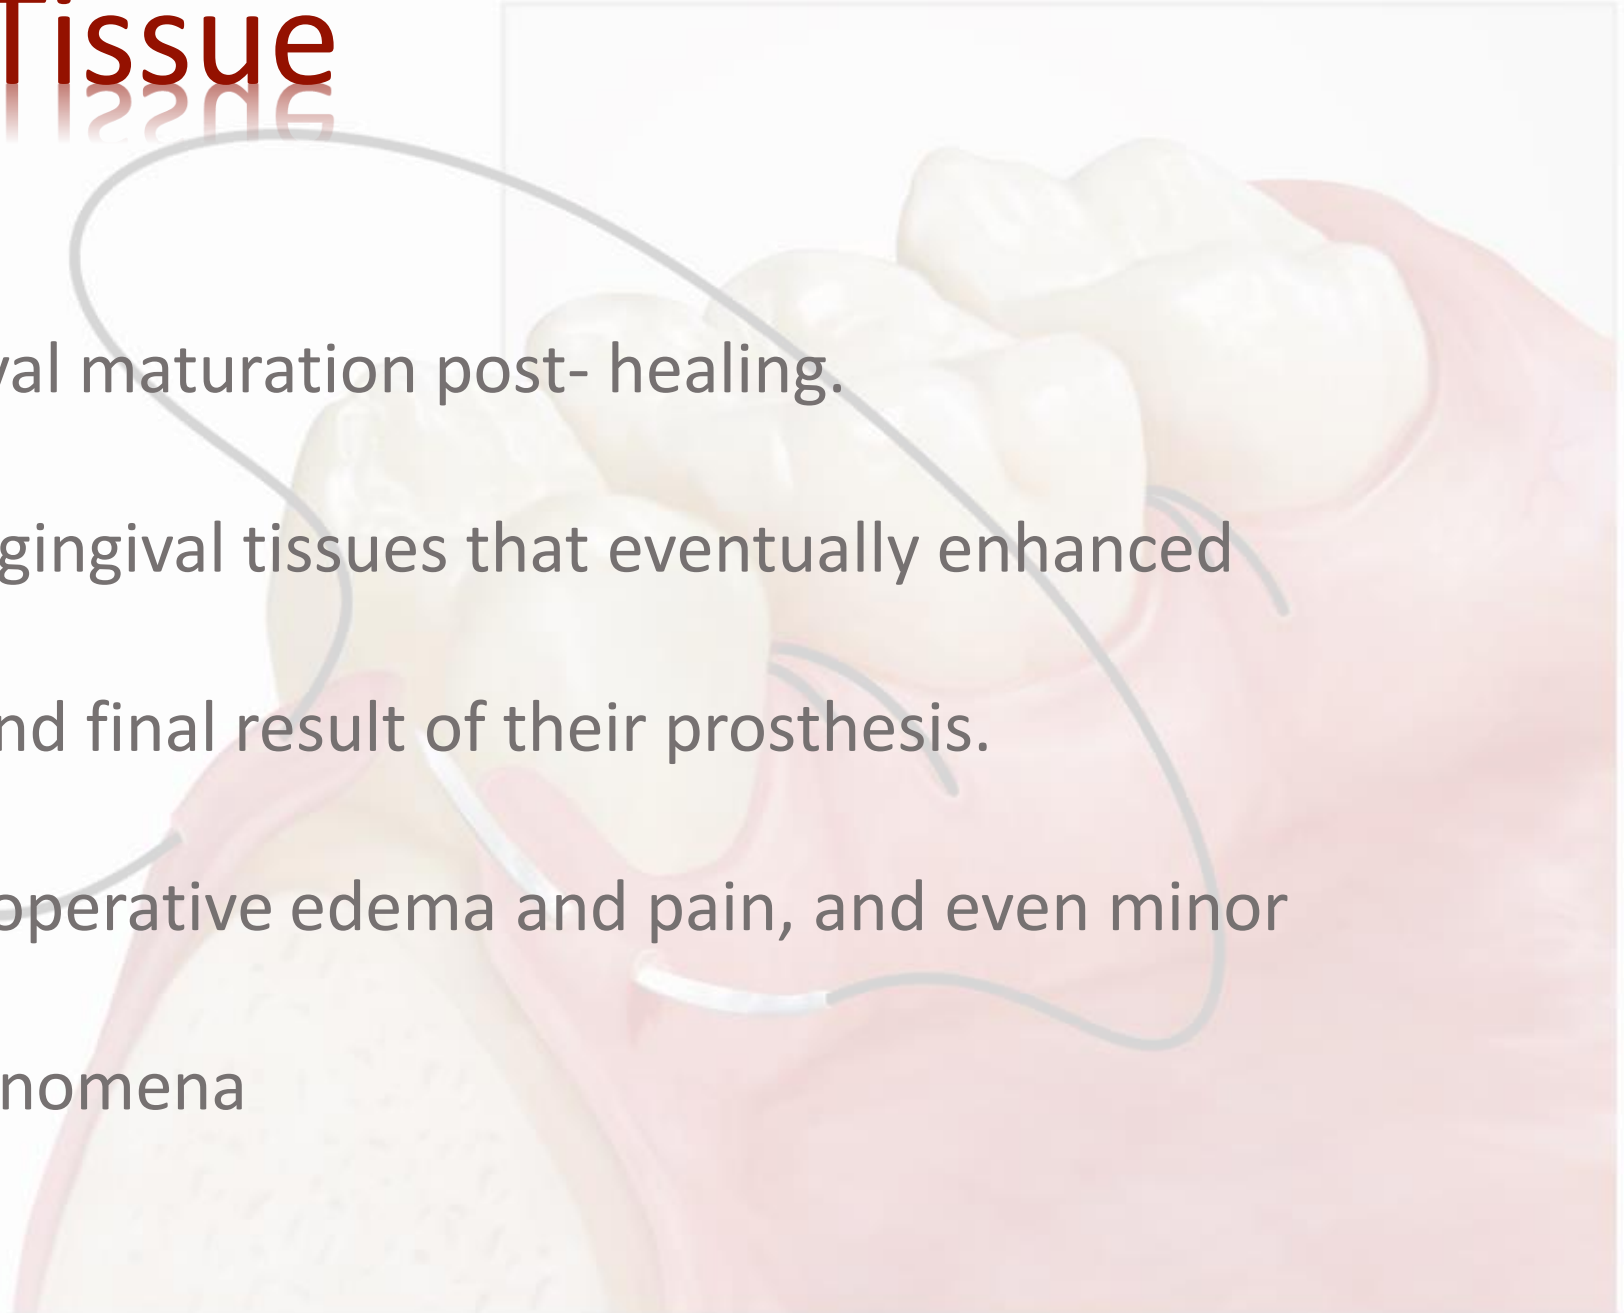 Tissue
val maturation post- healing.
gingival tissues that eventually enhanced
nd final result of their prosthesis.
operative edema and pain, and even minor
nomena